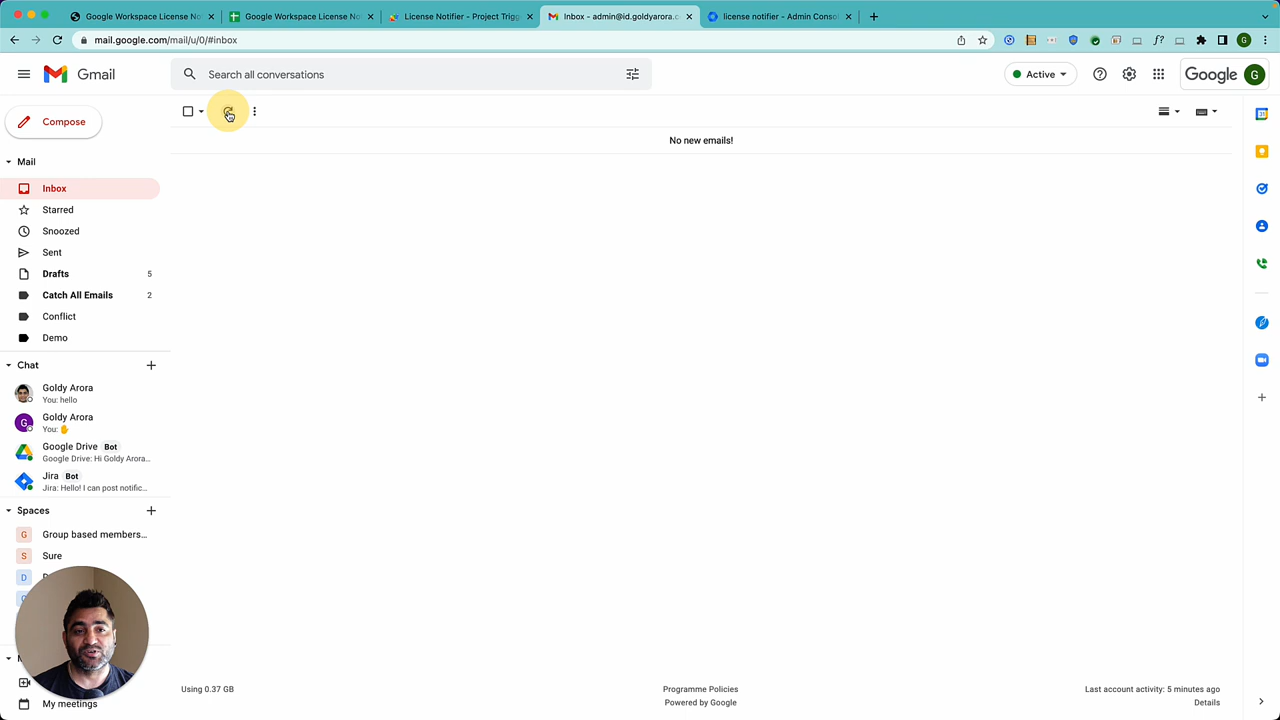 Google Workspace License No
Google Workspace License No
License Notifier - Project Trigg
Inbox - admin@id.goldyarora.c
license notifier - Admin Consol
mail.google.com/mail/u/0/#inbox
Gmail
Search all conversations
Active
Google
G
Compose
No new emails!
Mail
Inbox
Starred
Snoozed
Sent
Drafts 5
Catch All Emails 2
Conflict
Demo
Chat
Goldy Arora
You: hello
Goldy Arora
You: ✋
Google Drive Bot
Google Drive: Hi Goldy Arora…
Jira Bot
Jira: Hello! I can post notific…
Spaces
G Group based members…
S Sure
D
My meetings
Using 0.37 GB
Programme Policies
Powered by Google
Last account activity: 5 minutes ago
Details